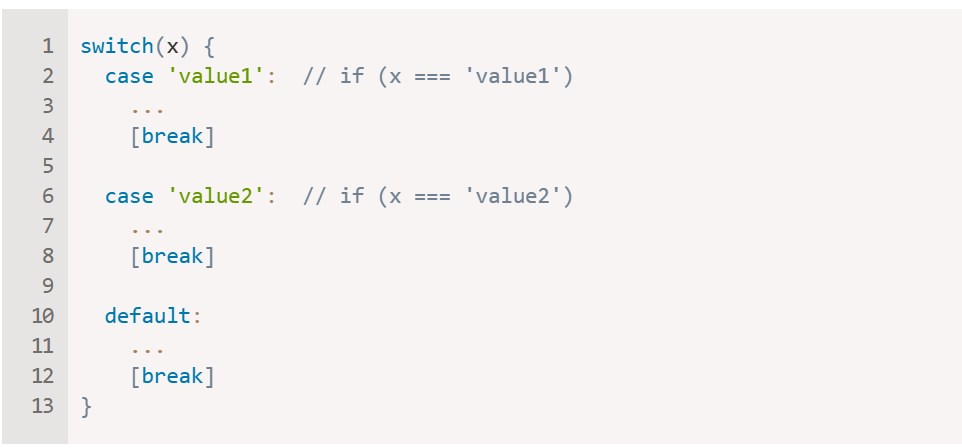 1 switch(x) {
2   case 'value1':  // if (x === 'value1')
3     ...
4     [break]
5
6   case 'value2':  // if (x === 'value2')
7     ...
8     [break]
9
10   default:
11     ...
12     [break]
13 }